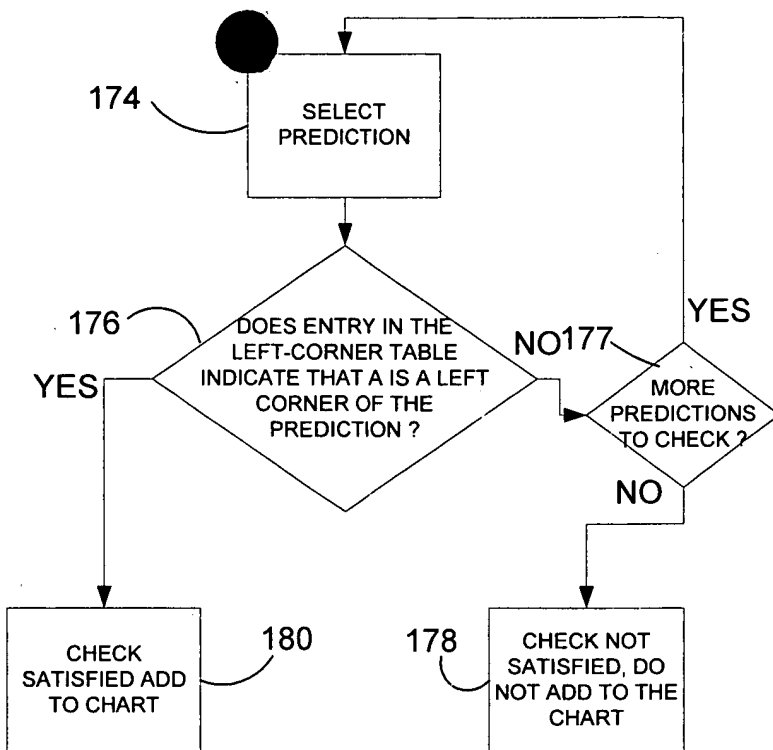 174
SELECT
PREDICTION
176
DOES ENTRY IN THE
LEFT-CORNER TABLE
INDICATE THAT A IS A LEFT
CORNER OF THE
PREDICTION ?
YES
NO
177
YES
MORE
PREDICTIONS
TO CHECK ?
NO
CHECK
SATISFIED ADD
TO CHART
180
178
CHECK NOT
SATISFIED, DO
NOT ADD TO THE
CHART